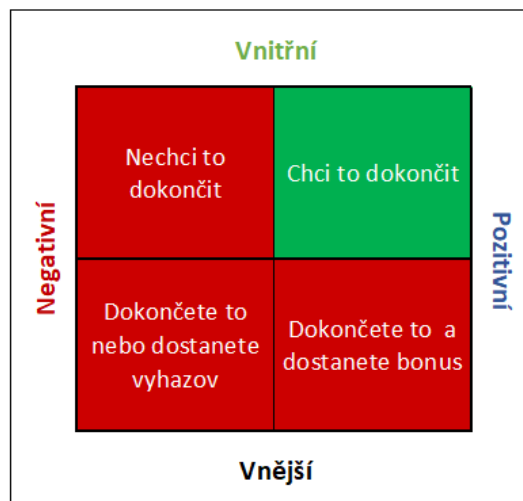 Vnitřní
Negativní
Nechci to
dokončit
Chci to dokončit
Pozitivní
Dokončete to
nebo dostanete
vyhazov
Dokončete to a
dostanete bonus
Vnější